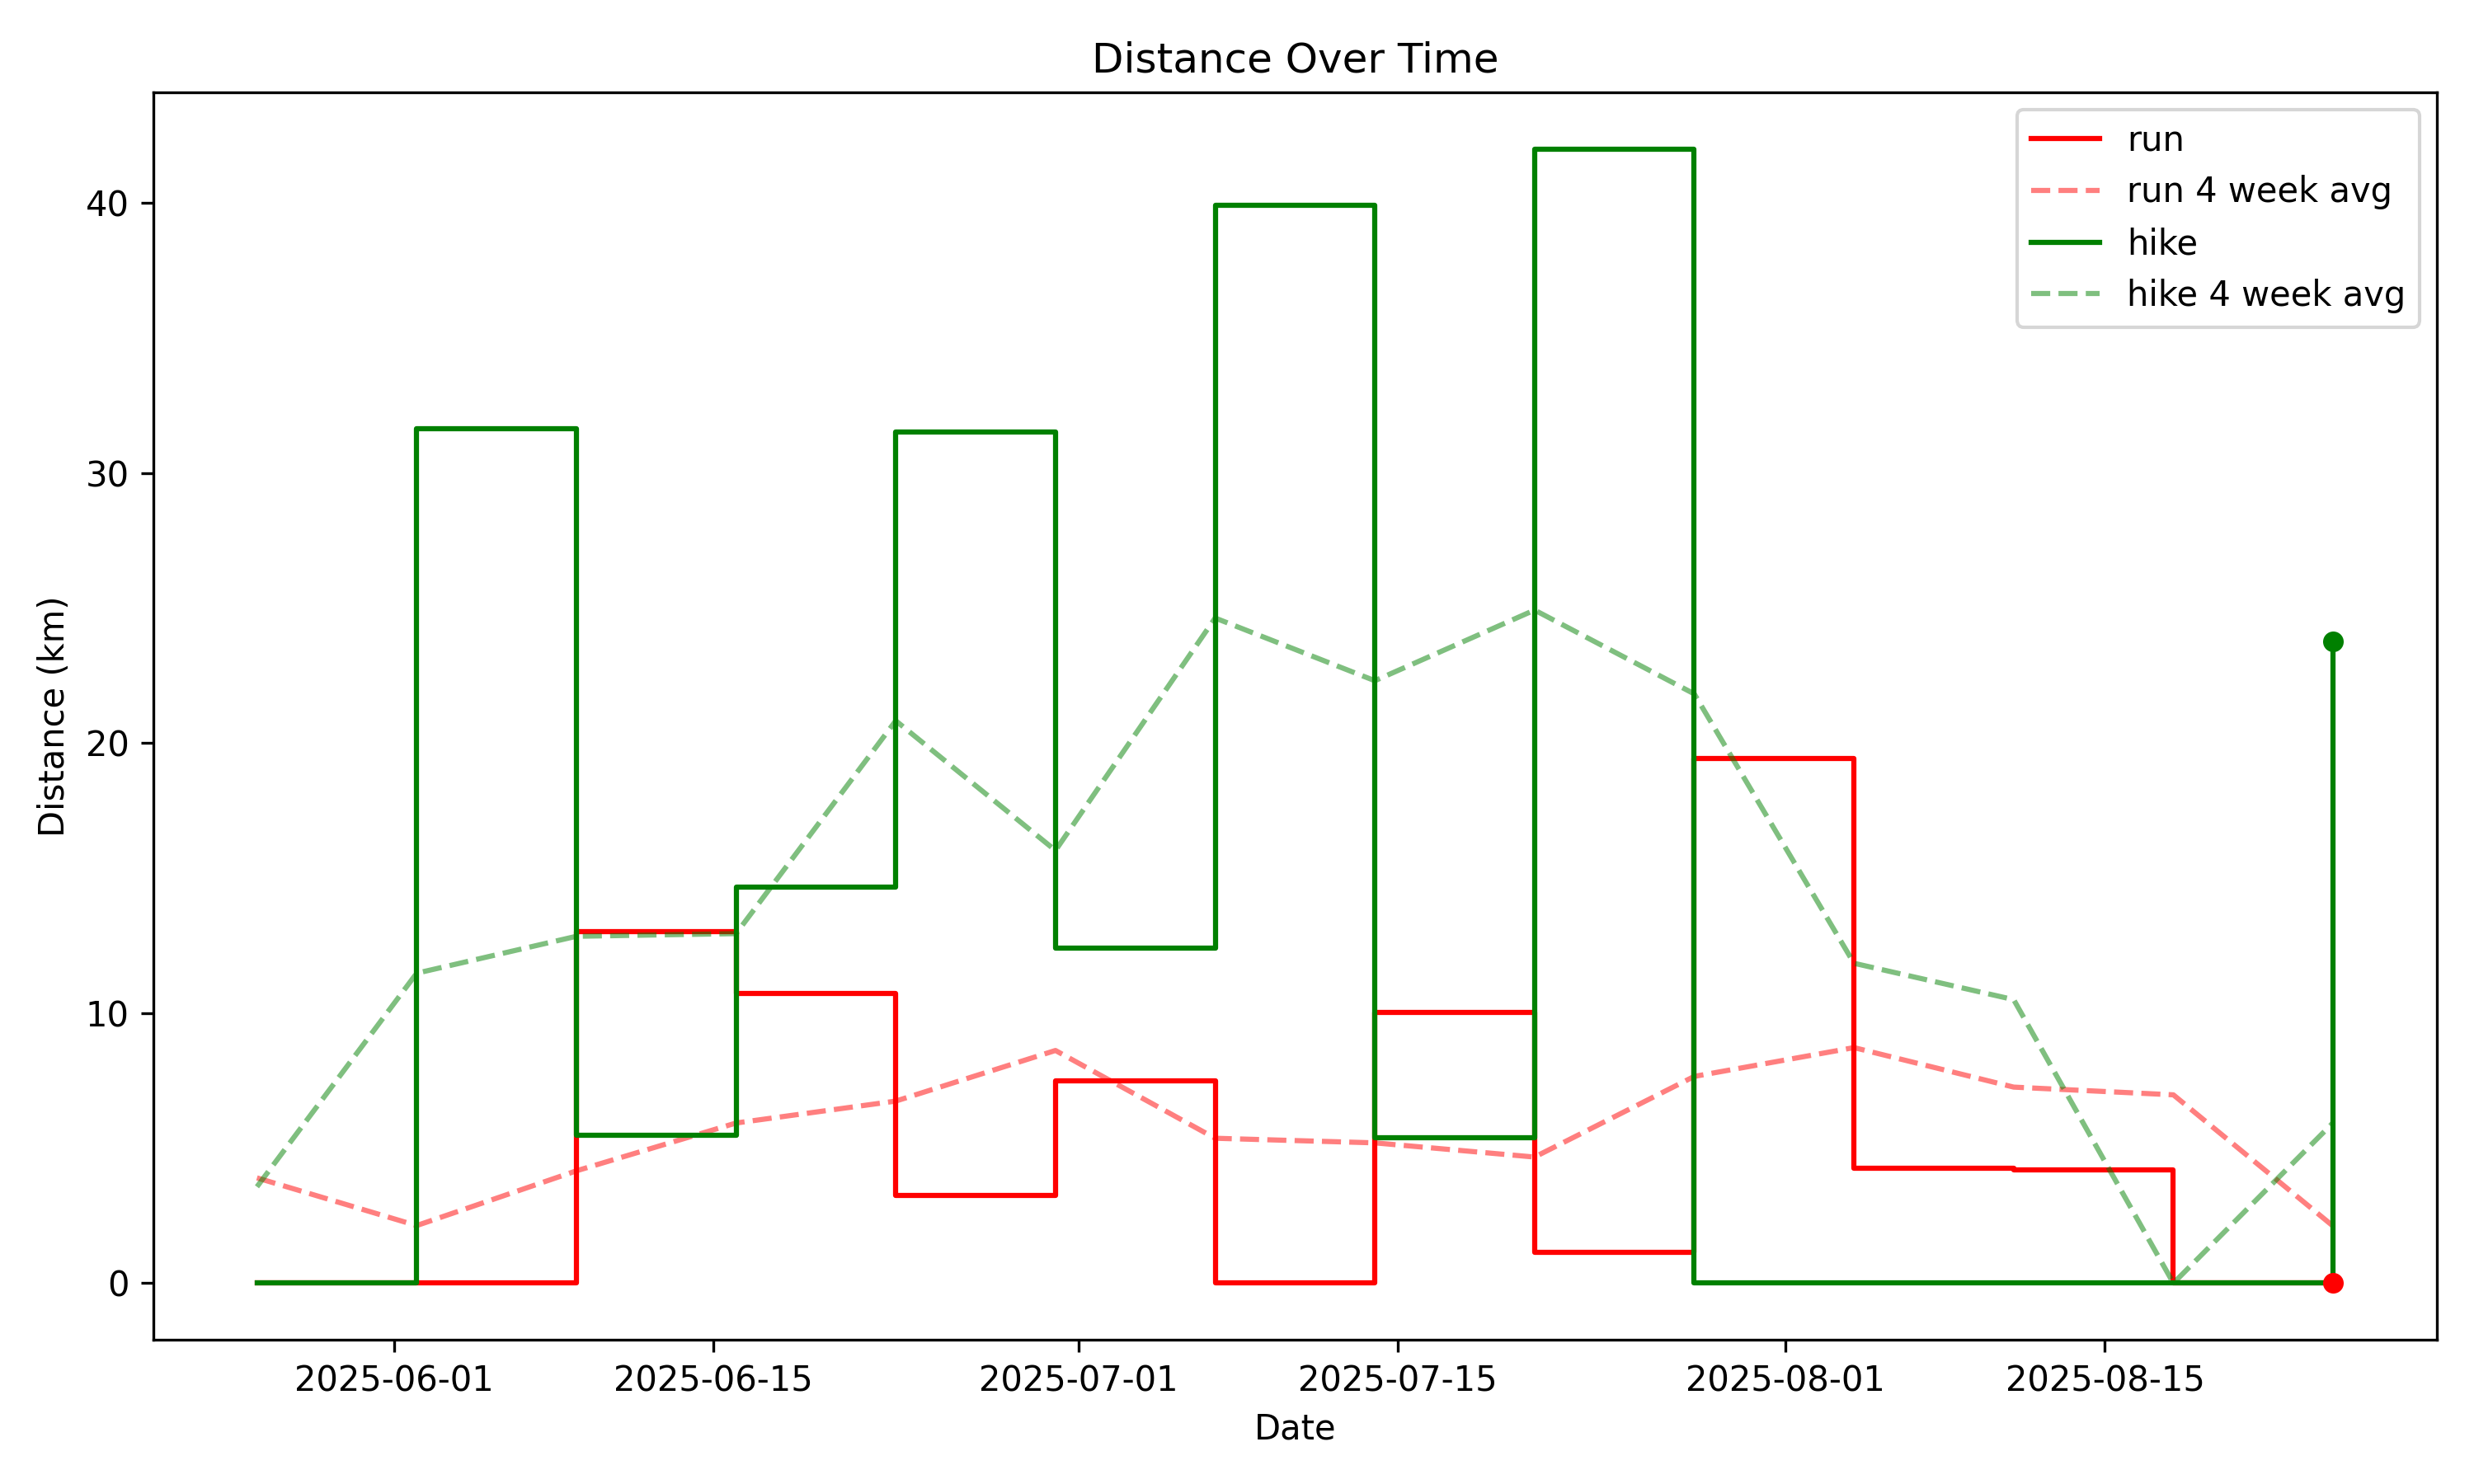 Distance Over Time
run
run 4 week avg
hike
hike 4 week avg
Distance (km)
40
30
20
10
0
2025-06-01 2025-06-15 2025-07-01 2025-07-15 2025-08-01 2025-08-15
Date